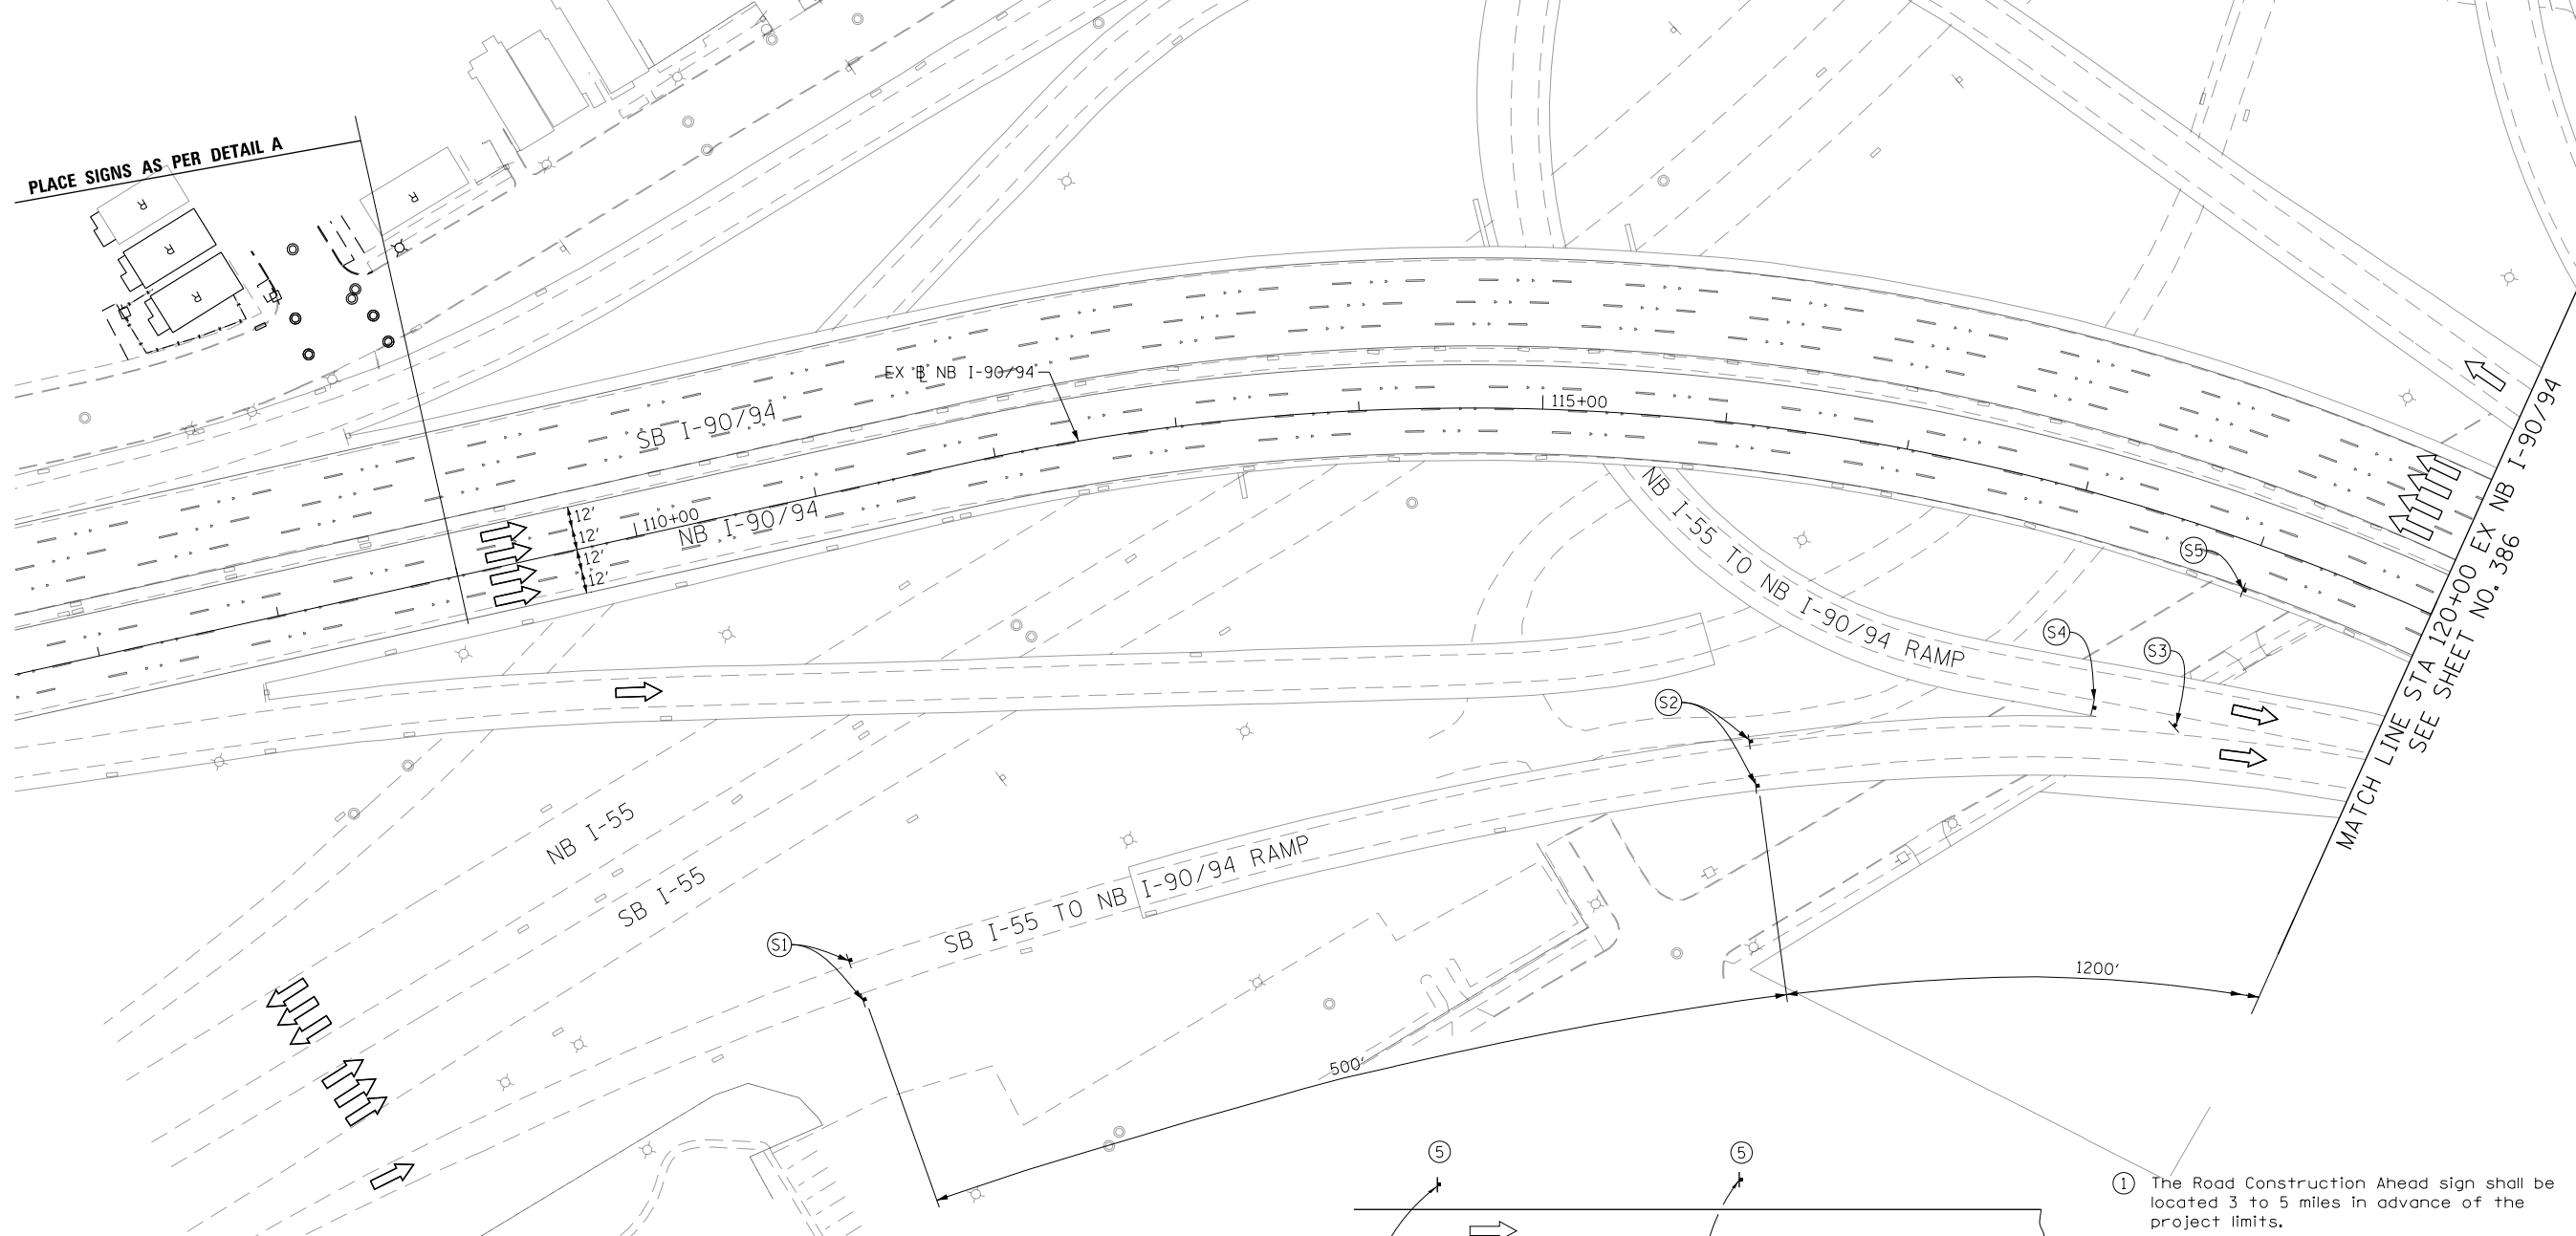 PLACE SIGNS AS PER DETAIL A
R
R
R
R
EX ℄ NB I-90/94
SB I-90/94
115+00
12'
12'
12'
12'
110+00
NB I-90/94
NB I-55 TO NB I-90/94 RAMP
S5
S4
S3
S2
MATCH LINE STA 120+00 EX NB I-90/94
SEE SHEET NO. 386
NB I-55
SB I-55
SB I-55 TO NB I-90/94 RAMP
S1
1200'
500'
5
5
1 The Road Construction Ahead sign shall be
located 3 to 5 miles in advance of the
project limits.